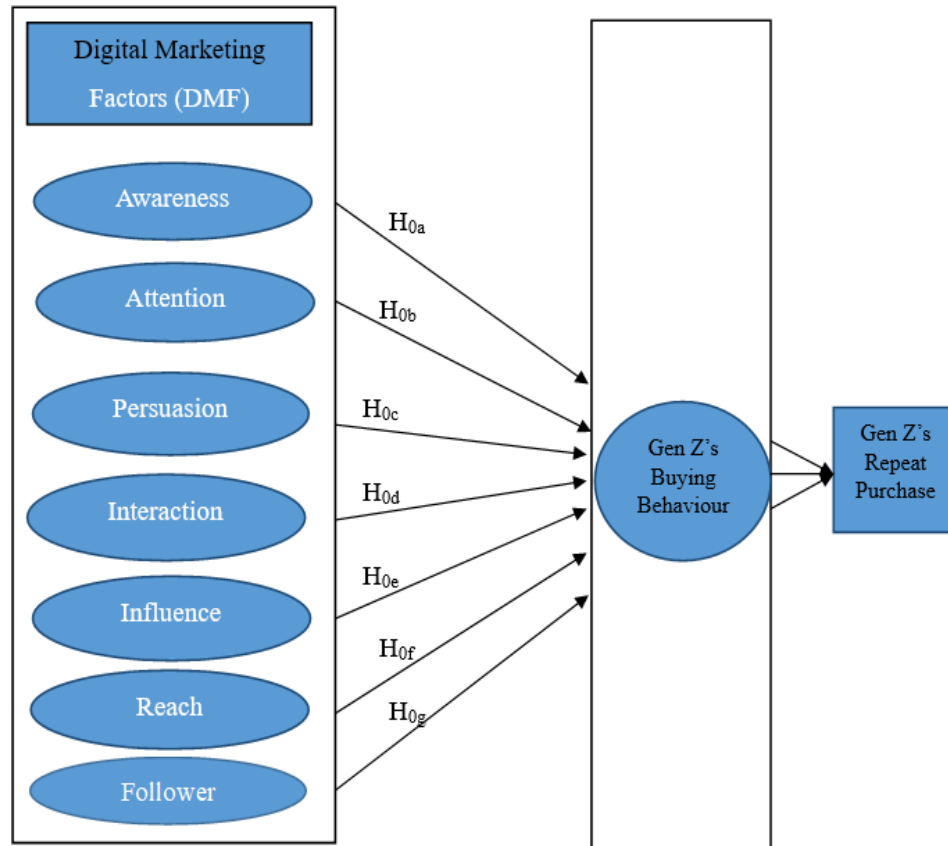 Digital Marketing
Factors (DMF)
Awareness
H0a
Attention
H0b
Persuasion
H0c
Interaction
H0d
Influence
H0e
Reach
H0f
Follower
H0g
Gen Z’s
Buying
Behaviour
Gen Z’s
Repeat
Purchase